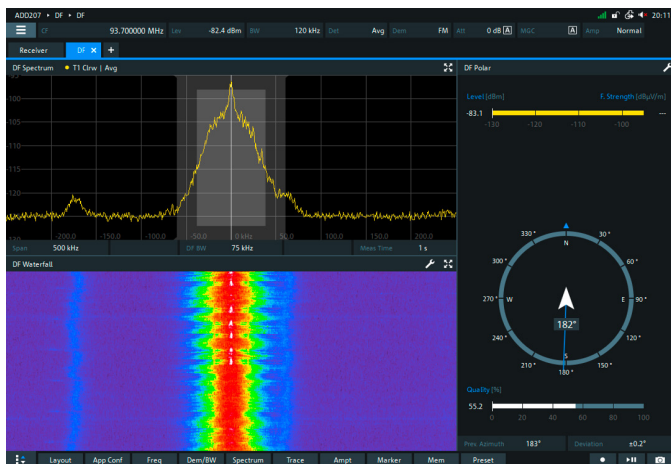 ADD207 ▸ DF ▸ DF 20:11
CF 93.700000 MHz Lev -82.4 dBm BW 120 kHz Det Avg Dem FM Att 0 dB A MGC A Amp Normal
Receiver DF × +
DF Spectrum T1 Clrw | Avg
-100
-105
-110
-115
-120
-125
-200.0 -150.0 -100.0 -50.0 50.0 100.0 150.0 200.0
Span 500 kHz DF BW 75 kHz Meas Time 1 s
DF Waterfall
DF Polar
Level [dBm] F. Strength [dBµV/m]
-83.1 ---
-130 -120 -110 -100
330° N 30°
300° 60°
270° W E 90°
182°
240° 120°
210° S 150°
180°
Quality [%]
55.2
0 20 40 60 80 100
Prev. Azimuth 183° Deviation ±0.2°
Layout App Conf Freq Dem/BW Spectrum Trace Ampt Marker Mem Preset